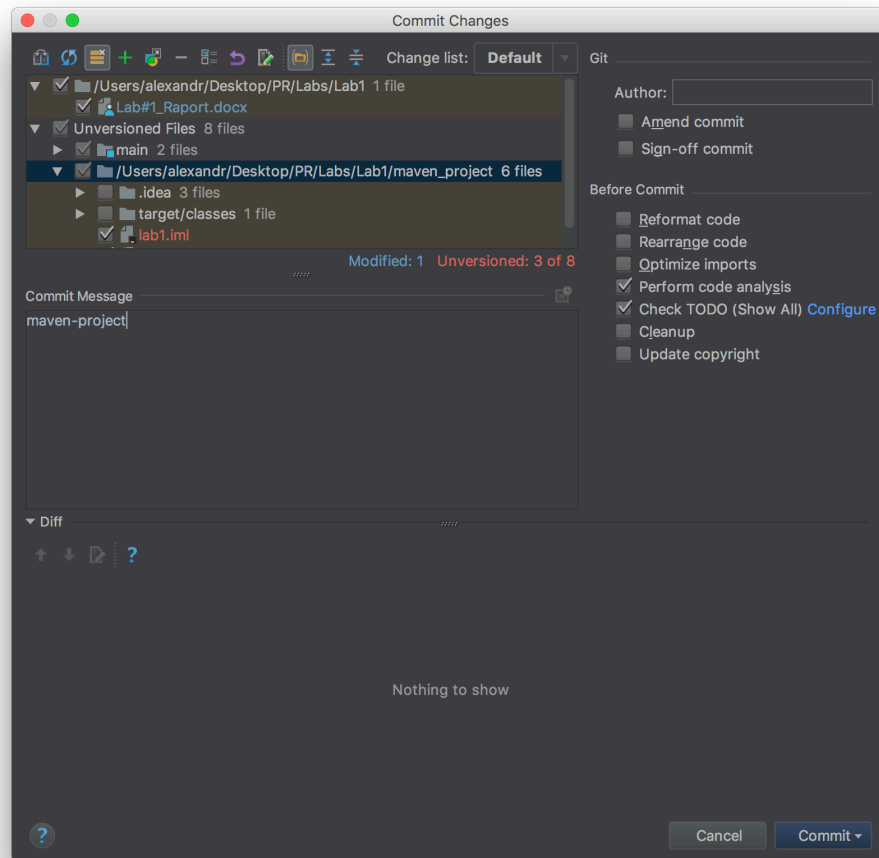 Commit Changes
Change list: Default
/Users/alexandr/Desktop/PR/Labs/Lab1 1 file
Lab#1_Raport.docx
Unversioned Files 8 files
main 2 files
/Users/alexandr/Desktop/PR/Labs/Lab1/maven_project 6 files
.idea 3 files
target/classes 1 file
lab1.iml
Modified: 1 Unversioned: 3 of 8
Commit Message
maven-project
Git
Author:
Amend commit
Sign-off commit
Before Commit
Reformat code
Rearrange code
Optimize imports
Perform code analysis
Check TODO (Show All) Configure
Cleanup
Update copyright
Diff
?
Nothing to show
?
Cancel
Commit